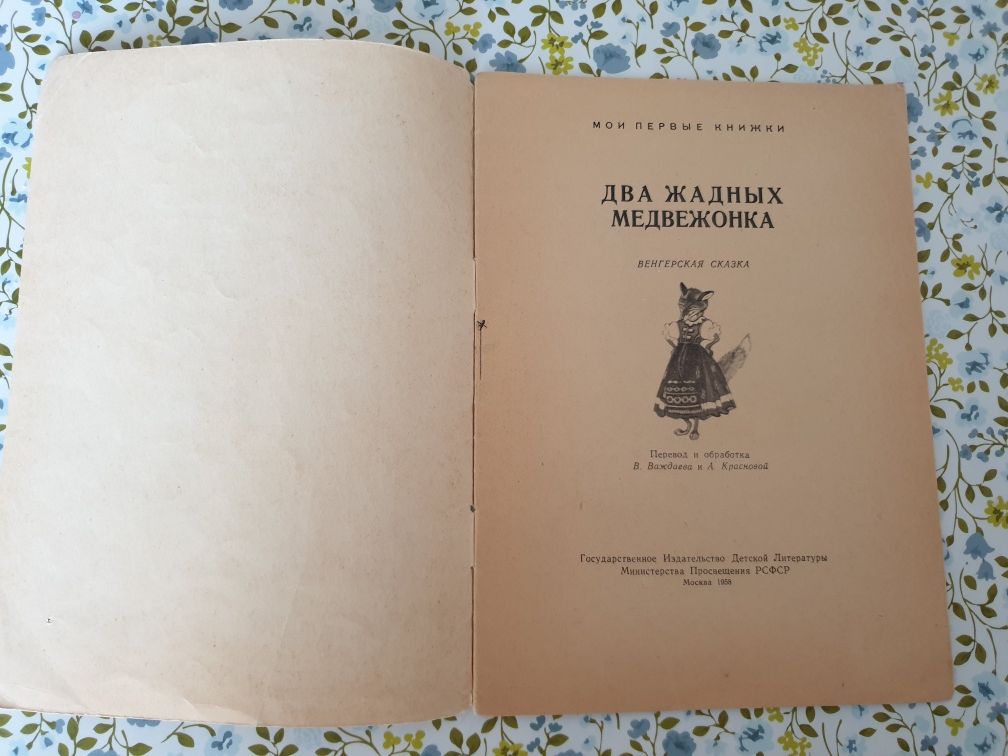 МОИ ПЕРВЫЕ КНИЖКИ
ДВА ЖАДНЫХ
МЕДВЕЖОНКА
ВЕНГЕРСКАЯ СКАЗКА
Перевод и обработка
В. Важдаева и А. Красновой
Государственное Издательство Детской Литературы
Министерства Просвещения РСФСР
Москва 1958